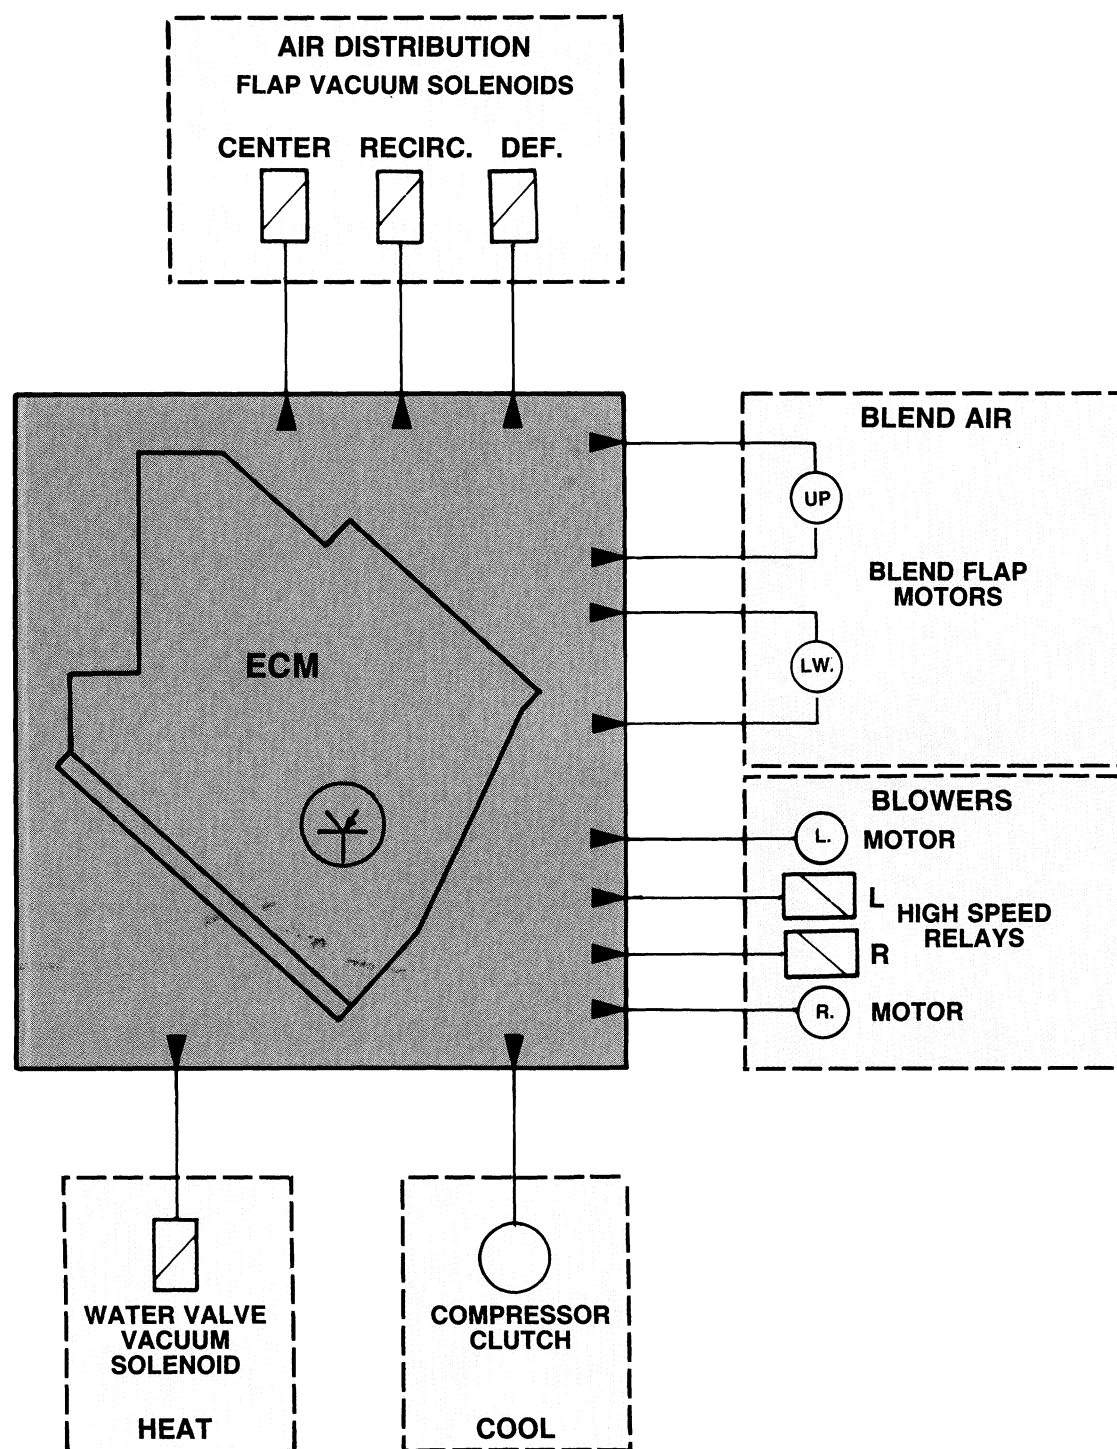 AIR DISTRIBUTION
FLAP VACUUM SOLENOIDS
CENTER RECIRC. DEF.
BLEND AIR
UP
BLEND FLAP
MOTORS
LW.
ECM
BLOWERS
L. MOTOR
L HIGH SPEED
RELAYS
R
R. MOTOR
WATER VALVE
VACUUM
SOLENOID
HEAT
COMPRESSOR
CLUTCH
COOL